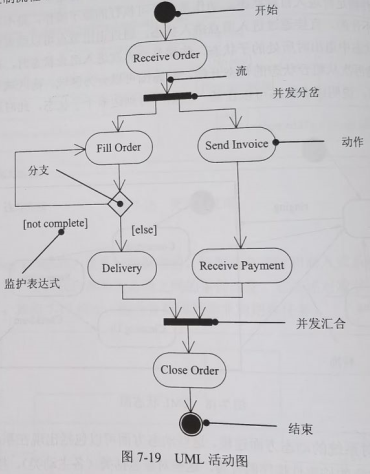 开始
Receive Order
流
并发分岔
Fill Order
Send Invoice
动作
分支
[not complete]
[else]
Delivery
Receive Payment
监护表达式
并发汇合
Close Order
结束
图 7-19 UML 活动图